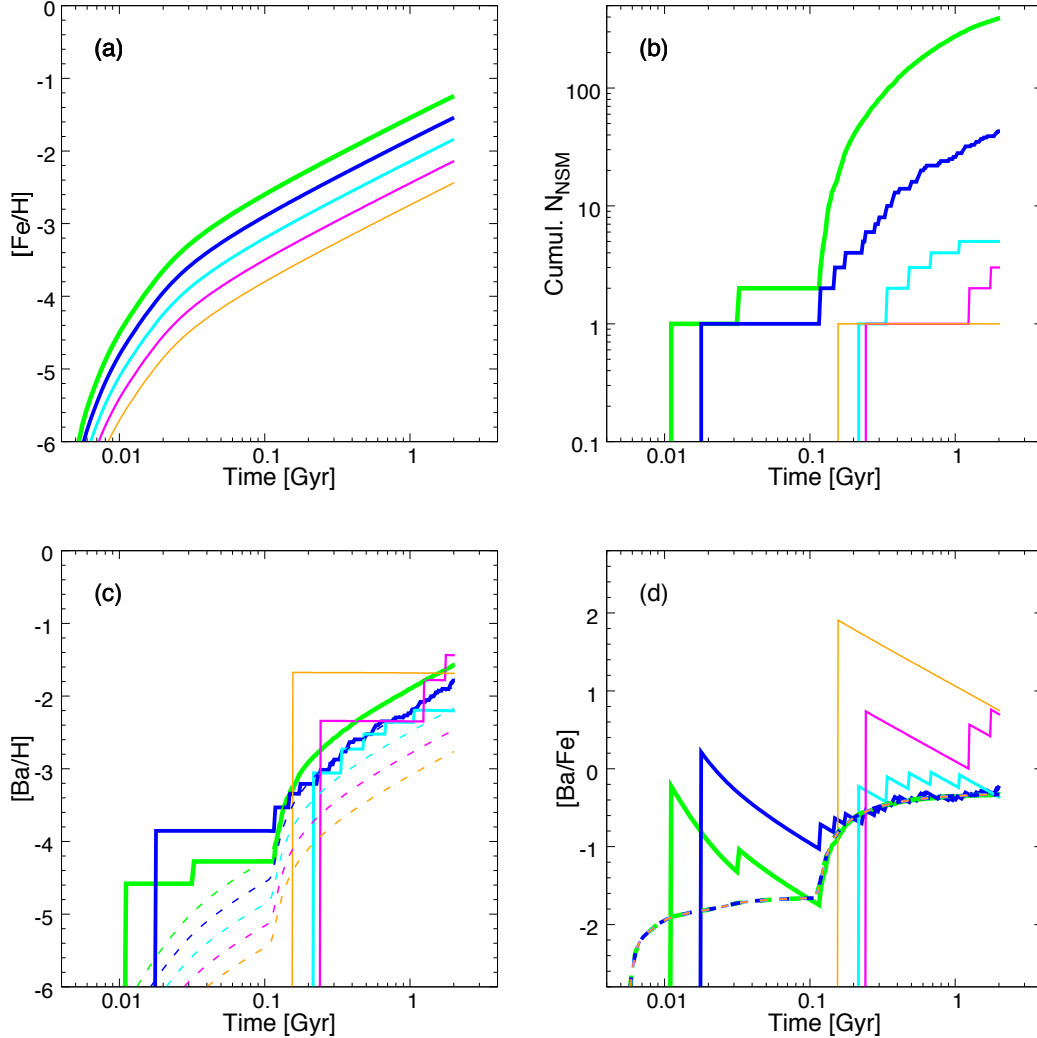 (a)
0
-1
-2
-3
-4
-5
-6
[Fe/H]
0.01
0.1
1
Time [Gyr]
(b)
100
10
1
0.1
Cumul. N_NSM
0.01
0.1
1
Time [Gyr]
(c)
0
-1
-2
-3
-4
-5
-6
[Ba/H]
0.01
0.1
1
Time [Gyr]
(d)
2
1
0
-1
-2
[Ba/Fe]
0.01
0.1
1
Time [Gyr]